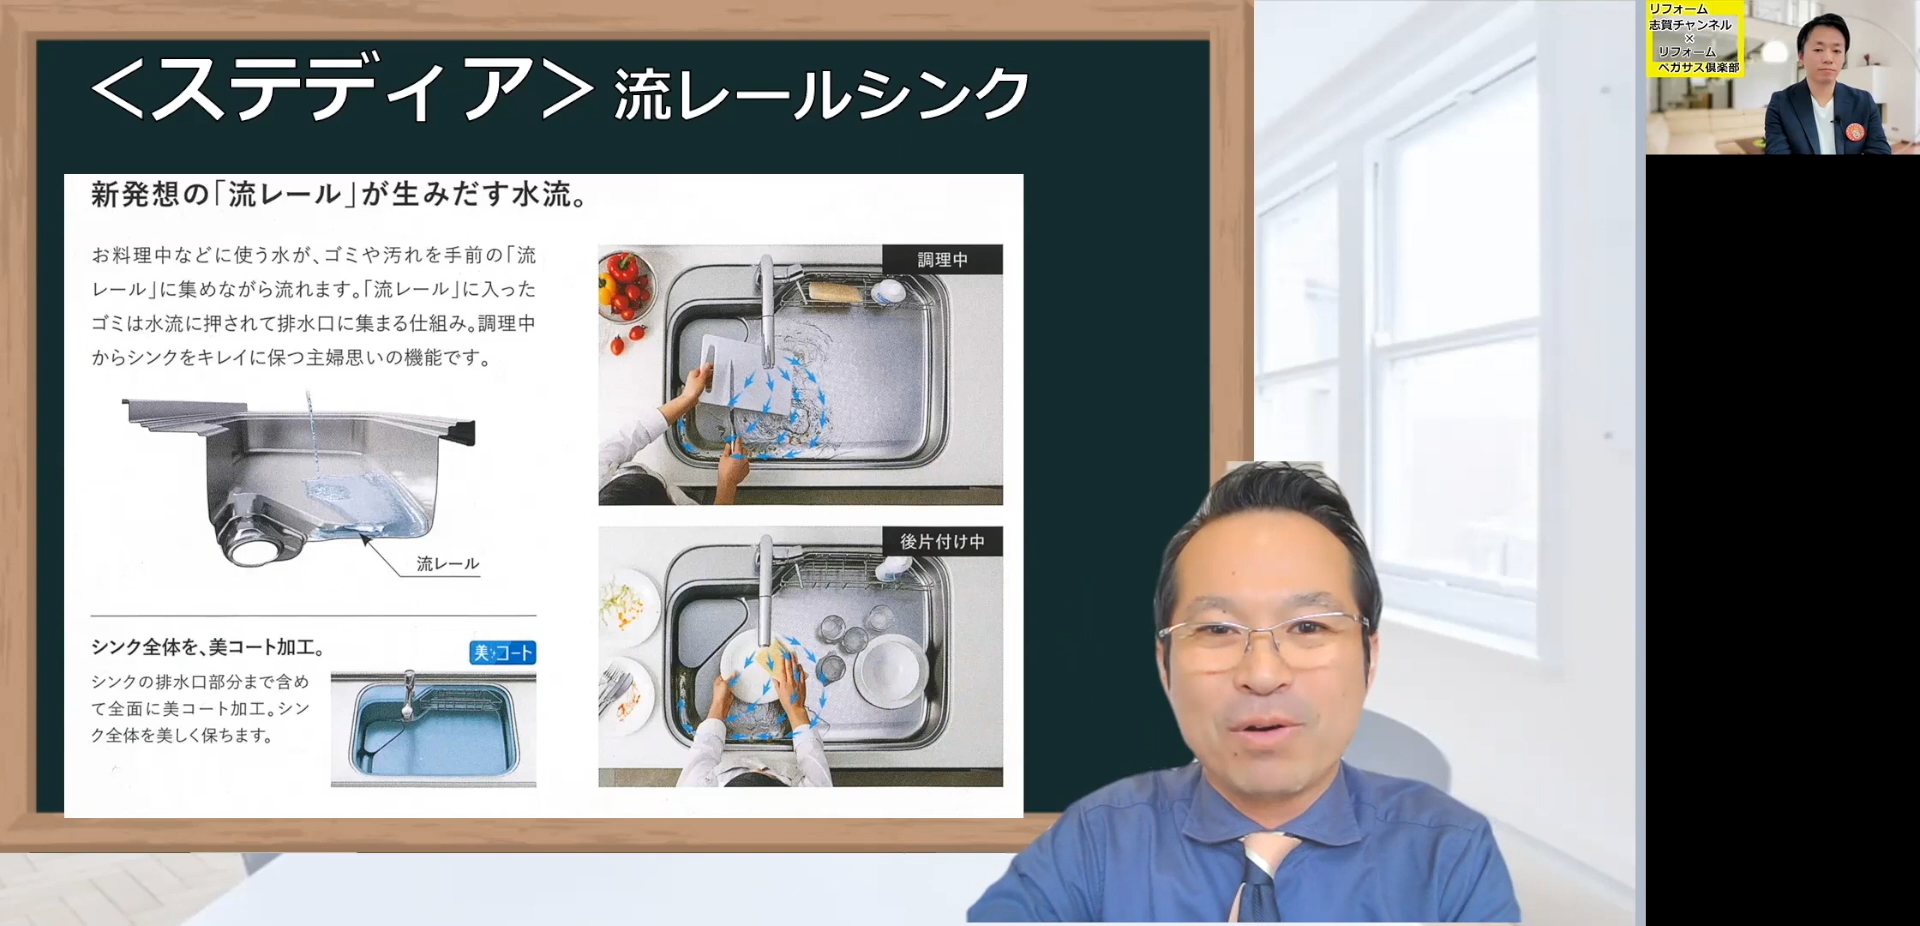 ＜ステディア＞流レールシンク
新発想の「流レール」が生みだす水流。
お料理中などに使う水が、ゴミや汚れを手前の「流
レール」に集めながら流れます。「流レール」に入った
ゴミは水流に押されて排水口に集まる仕組み。調理中
からシンクをキレイに保つ主婦思いの機能です。
流レール
シンク全体を、美コート加工。
美コート
シンクの排水口部分まで含め
て全面に美コート加工。シン
ク全体を美しく保ちます。
調理中
後片付け中
リフォーム
志賀チャンネル
×
リフォーム
ペガサス倶楽部